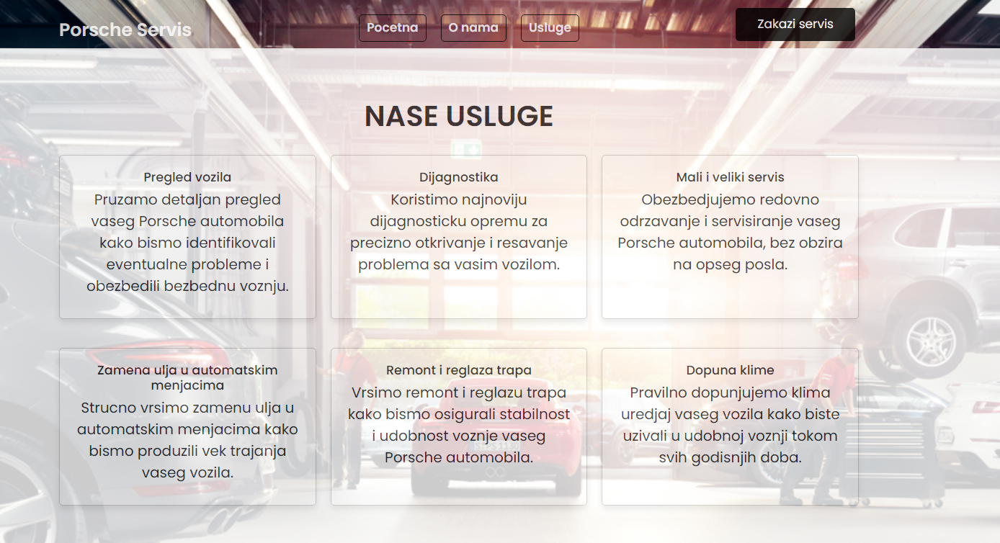 Porsche Servis
Pocetna
O nama
Usluge
Zakazi servis
NASE USLUGE
Pregled vozila
Pruzamo detaljan pregled
vaseg Porsche automobila
kako bismo identifikovali
eventualne probleme i
obezbedili bezbednu voznju.
Dijagnostika
Koristimo najnoviju
dijagnosticku opremu za
precizno otkrivanje i resavanje
problema sa vasim vozilom.
Mali i veliki servis
Obezbedjujemo redovno
odrzavanje i servisiranje vaseg
Porsche automobila, bez obzira
na opseg posla.
Zamena ulja u automatskim
menjacima
Strucno vrsimo zamenu ulja u
automatskim menjacima kako
bismo produzili vek trajanja
vaseg vozila.
Remont i reglaza trapa
Vrsimo remont i reglazu trapa
kako bismo osigurali stabilnost
i udobnost voznje vaseg
Porsche automobila.
Dopuna klime
Pravilno dopunjujemo klima
uredjaj vaseg vozila kako biste
uzivali u udobnoj voznji tokom
svih godisnjih doba.